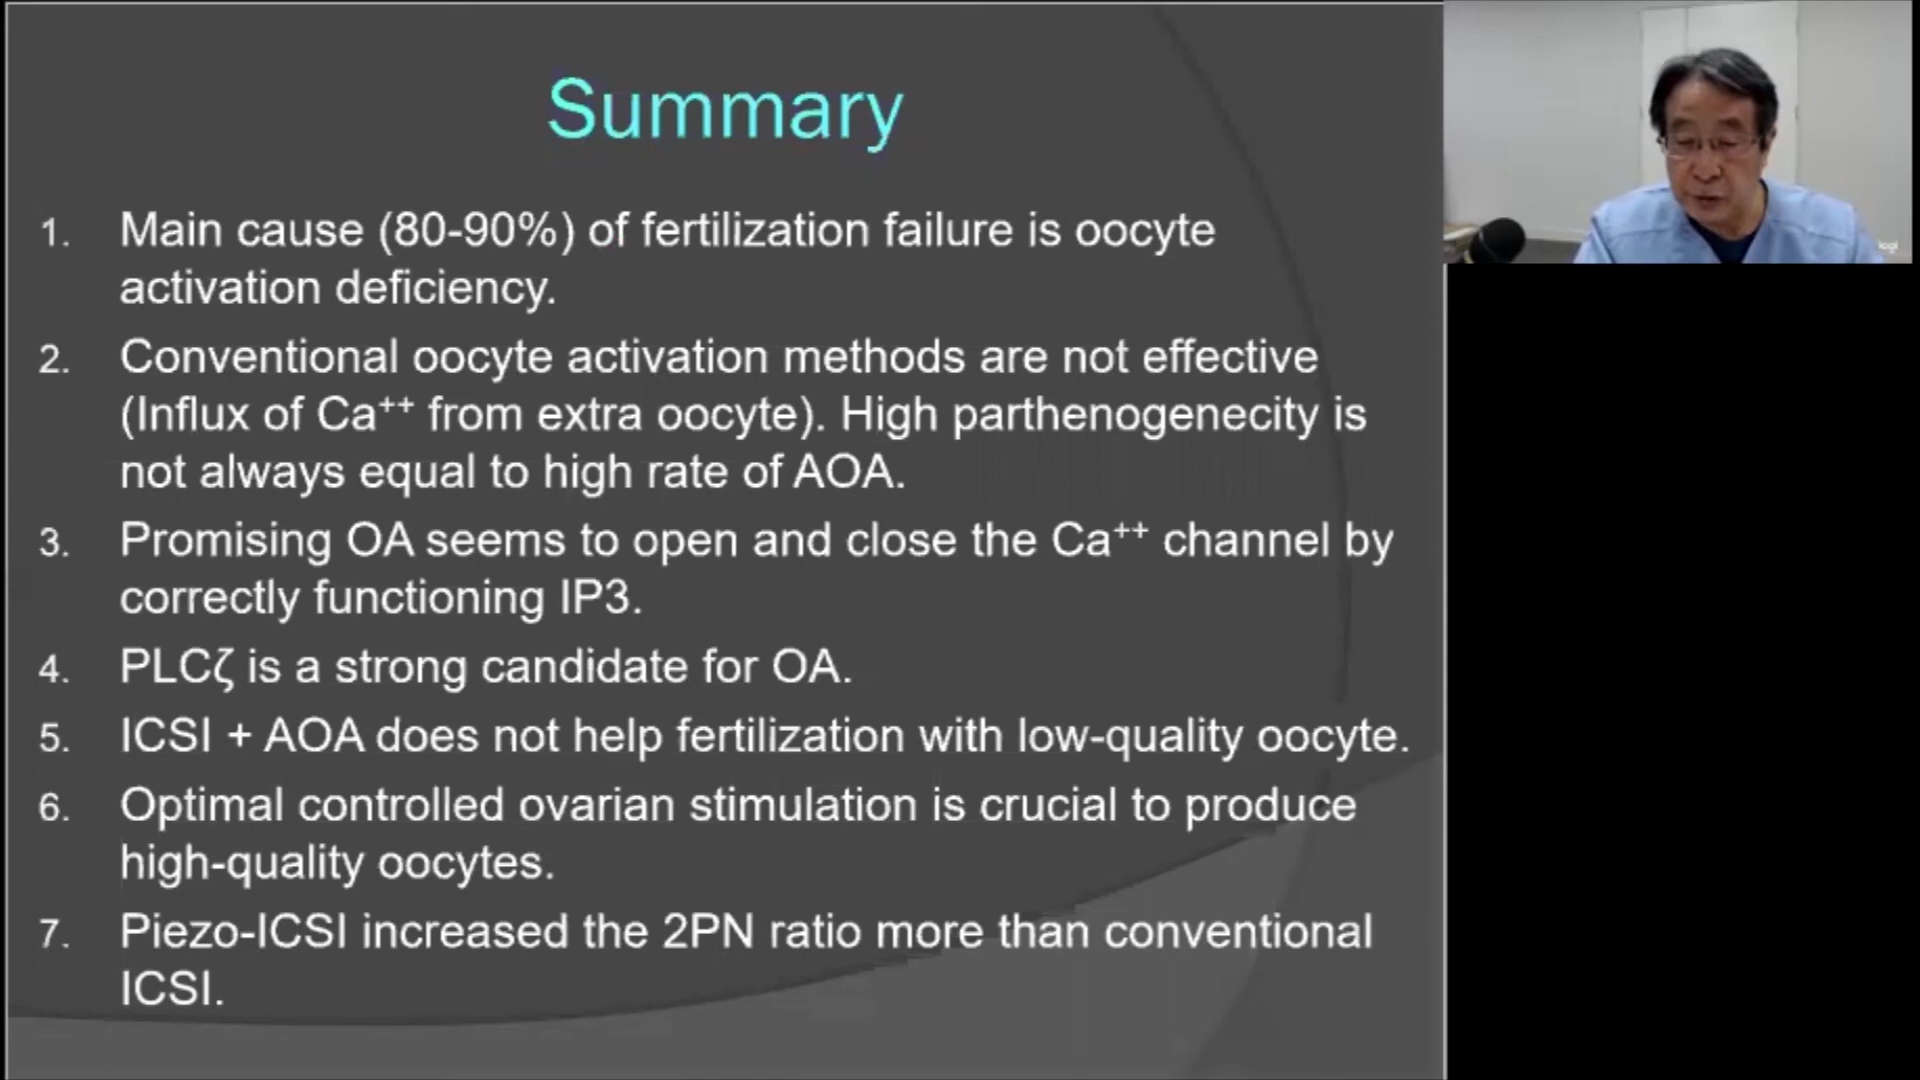 Summary
1. Main cause (80-90%) of fertilization failure is oocyte
activation deficiency.
2. Conventional oocyte activation methods are not effective
(Influx of Ca⁺⁺ from extra oocyte). High parthenogenecity is
not always equal to high rate of AOA.
3. Promising OA seems to open and close the Ca⁺⁺ channel by
correctly functioning IP3.
4. PLCζ is a strong candidate for OA.
5. ICSI + AOA does not help fertilization with low-quality oocyte.
6. Optimal controlled ovarian stimulation is crucial to produce
high-quality oocytes.
7. Piezo-ICSI increased the 2PN ratio more than conventional
ICSI.
logi